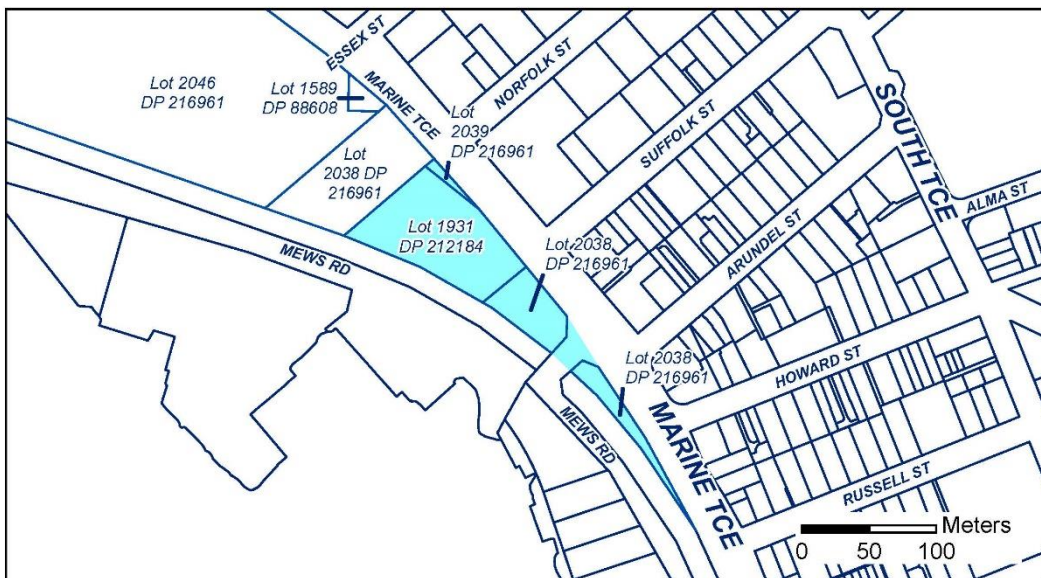 ESSEX ST
NORFOLK ST
SUFFOLK ST
MARINE TCE
Lot 2046
DP 216961
Lot 1589
DP 88608
Lot
2039
DP 216961
Lot
2038 DP
216961
SOUTH TCE
ALMA ST
Lot 1931
DP 212184
Lot 2038
DP 216961
ARUNDEL ST
MEWS RD
Lot 2038
DP 216961
HOWARD ST
MEWS RD
MARINE TCE
RUSSELL ST
Meters
0 50 100